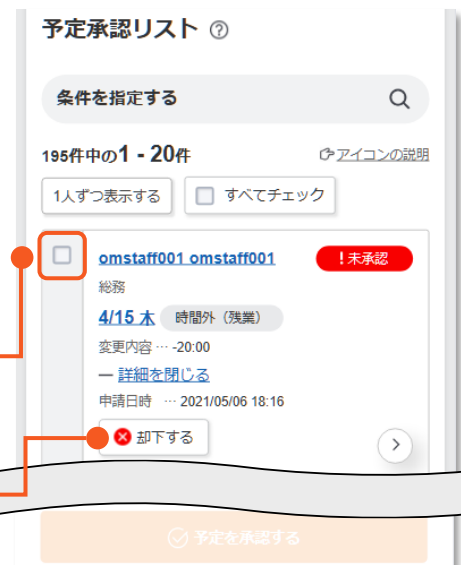 予定承認リスト ?
条件を指定する
195件中の1 - 20件 アイコンの説明
1人ずつ表示する すべてチェック
omstaff001 omstaff001 !未承認
総務
4/15 木 時間外（残業）
変更内容 … -20:00
ー 詳細を閉じる
申請日時 … 2021/05/06 18:16
却下する
予定を承認する